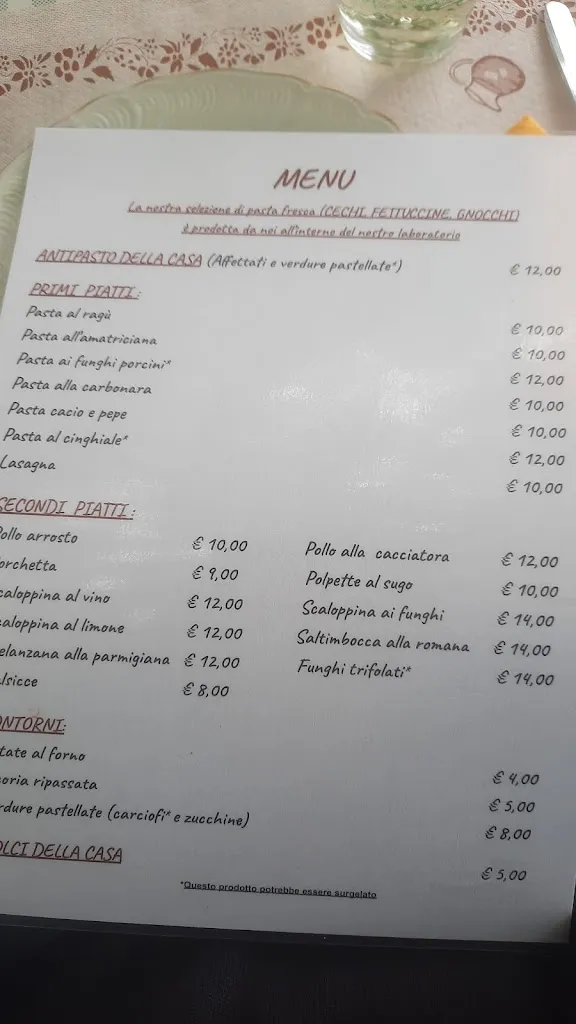 MENU
La nostra selezione di pasta fresca (CECHI, FETTUCCINE, GNOCCHI)
è prodotta da noi all'interno del nostro laboratorio
ANTIPASTO DELLA CASA (Affettati e verdure pastellate*) € 12,00
PRIMI PIATTI:
Pasta al ragù € 10,00
Pasta all'amatriciana € 10,00
Pasta ai funghi porcini* € 12,00
Pasta alla carbonara € 10,00
Pasta cacio e pepe € 10,00
Pasta al cinghiale* € 12,00
Lasagna € 10,00
SECONDI PIATTI:
Pollo arrosto € 10,00 Pollo alla cacciatora € 12,00
orchetta € 9,00 Polpette al sugo € 10,00
caloppina al vino € 12,00 Scaloppina ai funghi € 14,00
caloppina al limone € 12,00 Saltimbocca alla romana € 14,00
elanzana alla parmigiana € 12,00 Funghi trifolati* € 14,00
lsicce € 8,00
ONTORNI:
tate al forno € 4,00
oria ripassata € 5,00
rdure pastellate (carciofi* e zucchine) € 8,00
OLCI DELLA CASA € 5,00
*Questo prodotto potrebbe essere surgelato